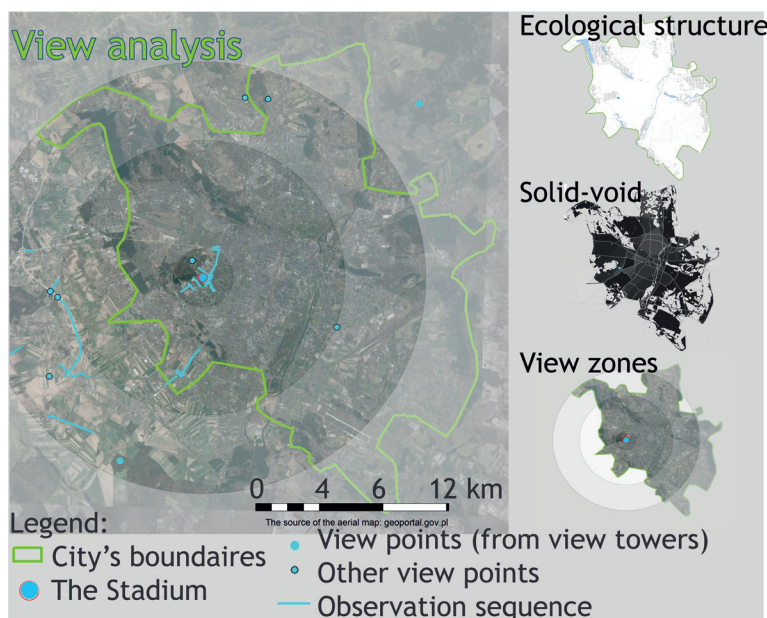 View analysis
Ecological structure
Solid-void
View zones
0 4 6 12 km
The source of the aerial map: geoportal.gov.pl
Legend:
City's boundaires
The Stadium
View points (from view towers)
Other view points
Observation sequence